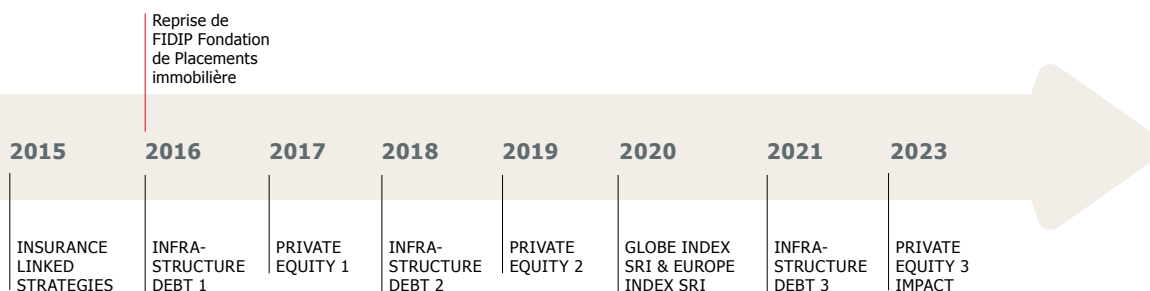 Reprise de
FIDIP Fondation
de Placements
immobilière
2015
2016
2017
2018
2019
2020
2021
2023
INSURANCE
LINKED
STRATEGIES
INFRA-
STRUCTURE
DEBT 1
PRIVATE
EQUITY 1
INFRA-
STRUCTURE
DEBT 2
PRIVATE
EQUITY 2
GLOBE INDEX
SRI & EUROPE
INDEX SRI
INFRA-
STRUCTURE
DEBT 3
PRIVATE
EQUITY 3
IMPACT